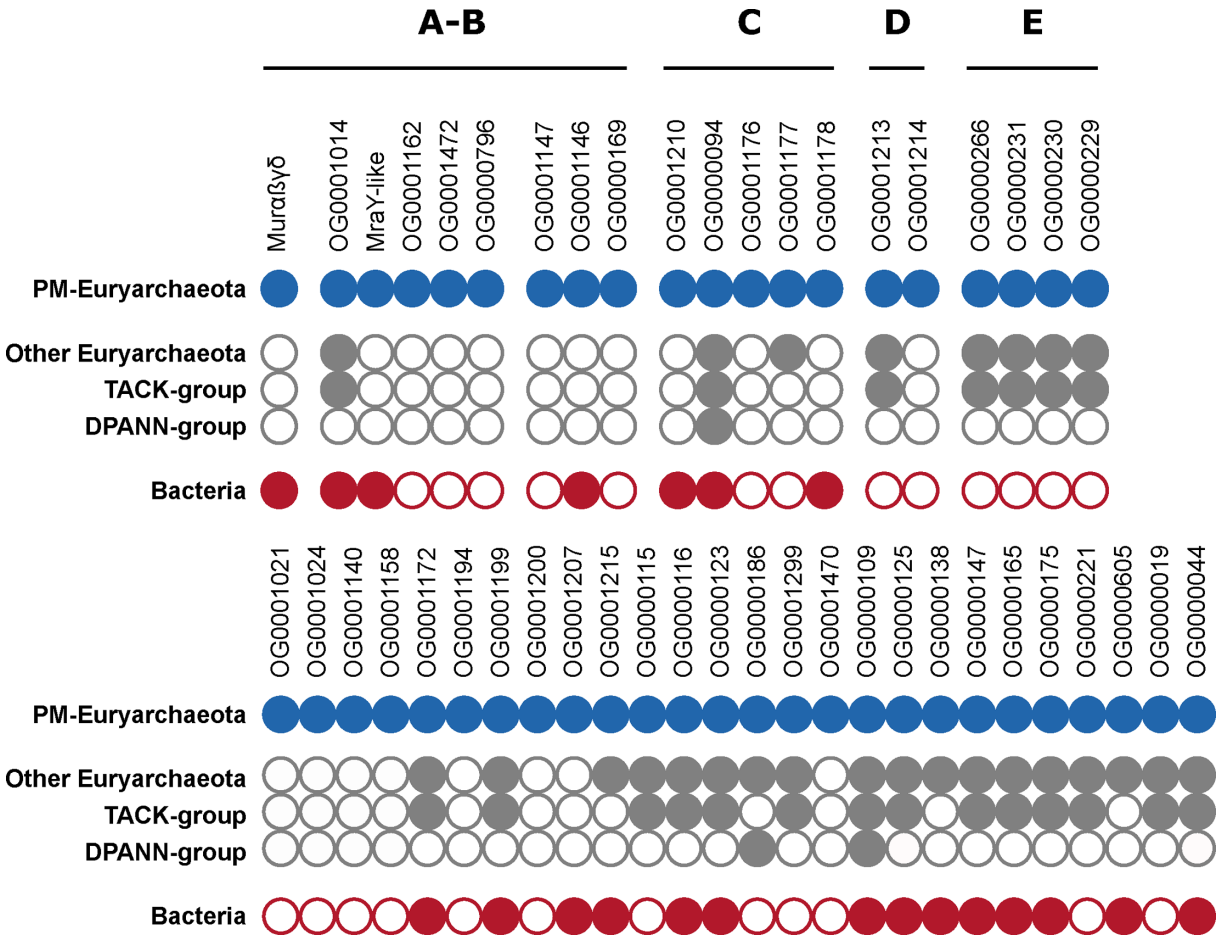 A-B C D E
Murαßγδ
OG0001014
MraY-like
OG0001162
OG0001472
OG0000796
OG0001147
OG0001146
OG0000169
OG0001210
OG0000094
OG0001176
OG0001177
OG0001178
OG0001213
OG0001214
OG0000266
OG0000231
OG0000230
OG0000229
PM-Euryarchaeota
Other Euryarchaeota
TACK-group
DPANN-group
Bacteria
OG0001021
OG0001024
OG0001140
OG0001158
OG0001172
OG0001194
OG0001199
OG0001200
OG0001207
OG0001215
OG0000115
OG0000116
OG0000123
OG0000186
OG0001299
OG0001470
OG0000109
OG0000125
OG0000138
OG0000147
OG0000165
OG0000175
OG0000221
OG0000605
OG0000019
OG0000044
PM-Euryarchaeota
Other Euryarchaeota
TACK-group
DPANN-group
Bacteria